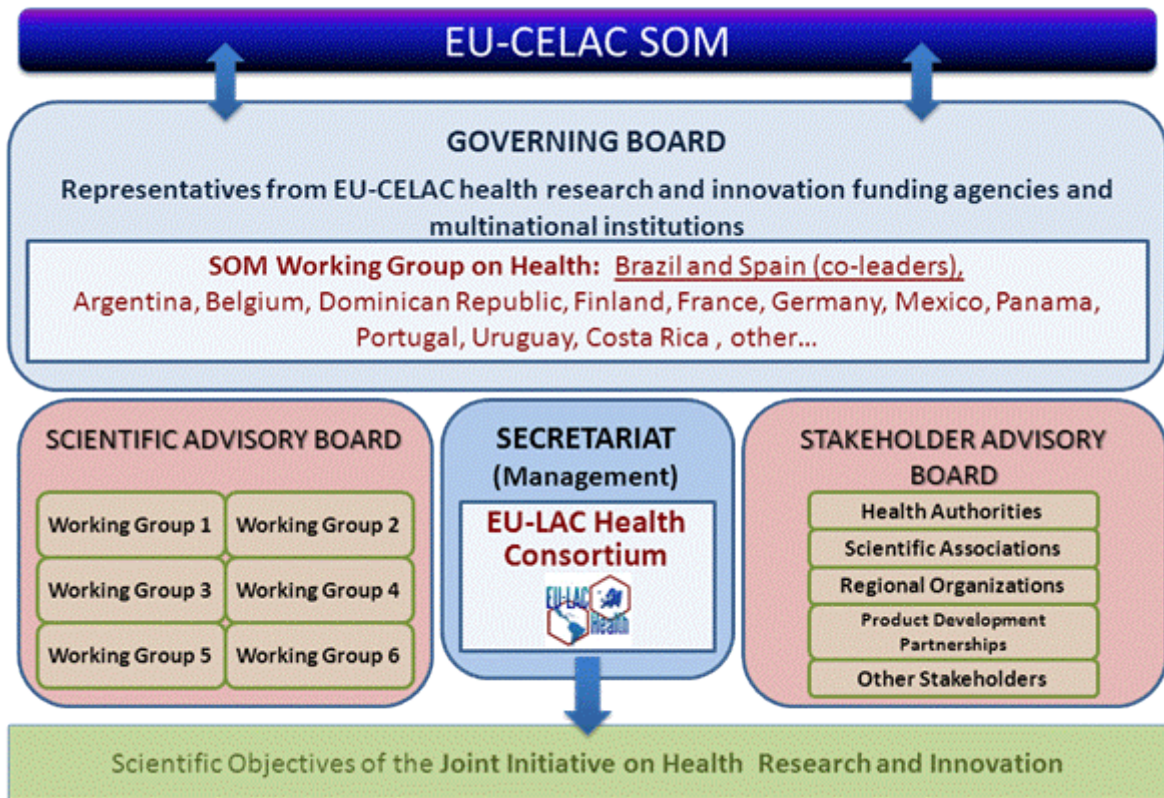 EU-CELAC SOM
GOVERNING BOARD
Representatives from EU-CELAC health research and innovation funding agencies and
multinational institutions
SOM Working Group on Health: Brazil and Spain (co-leaders),
Argentina, Belgium, Dominican Republic, Finland, France, Germany, Mexico, Panama,
Portugal, Uruguay, Costa Rica , other...
SCIENTIFIC ADVISORY BOARD
Working Group 1
Working Group 2
Working Group 3
Working Group 4
Working Group 5
Working Group 6
SECRETARIAT
(Management)
EU-LAC Health
Consortium
EU-LAC
Health
STAKEHOLDER ADVISORY
BOARD
Health Authorities
Scientific Associations
Regional Organizations
Product Development
Partnerships
Other Stakeholders
Scientific Objectives of the Joint Initiative on Health Research and Innovation